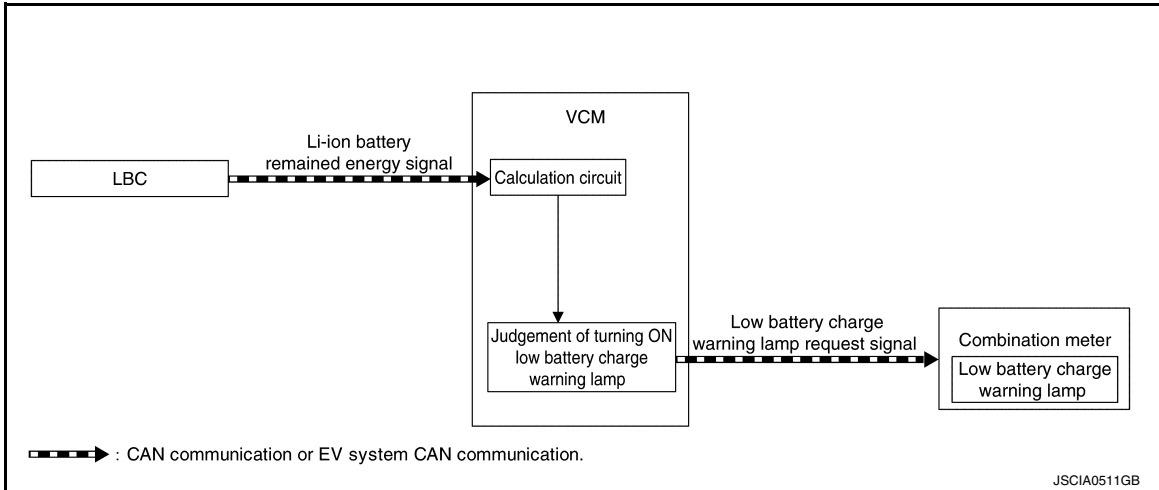 VCM
Li-ion battery
remained energy signal
LBC
Calculation circuit
Judgement of turning ON
low battery charge
warning lamp
Low battery charge
warning lamp request signal
Combination meter
Low battery charge
warning lamp
: CAN communication or EV system CAN communication.
JSCIA0511GB